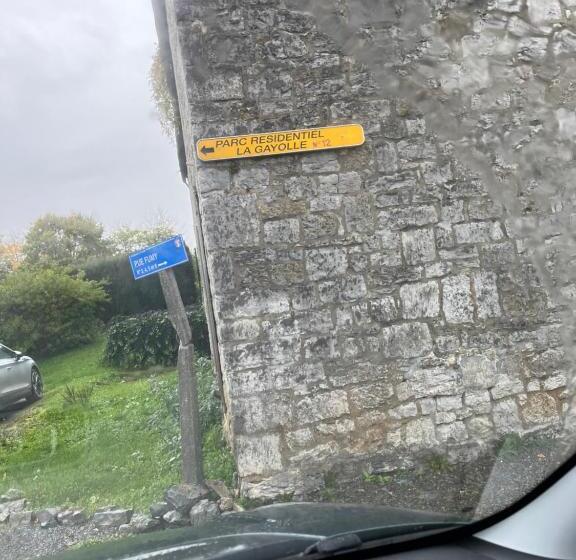 PARC RESIDENTIEL
LA GAYOLLE N°12
RUE FUMY